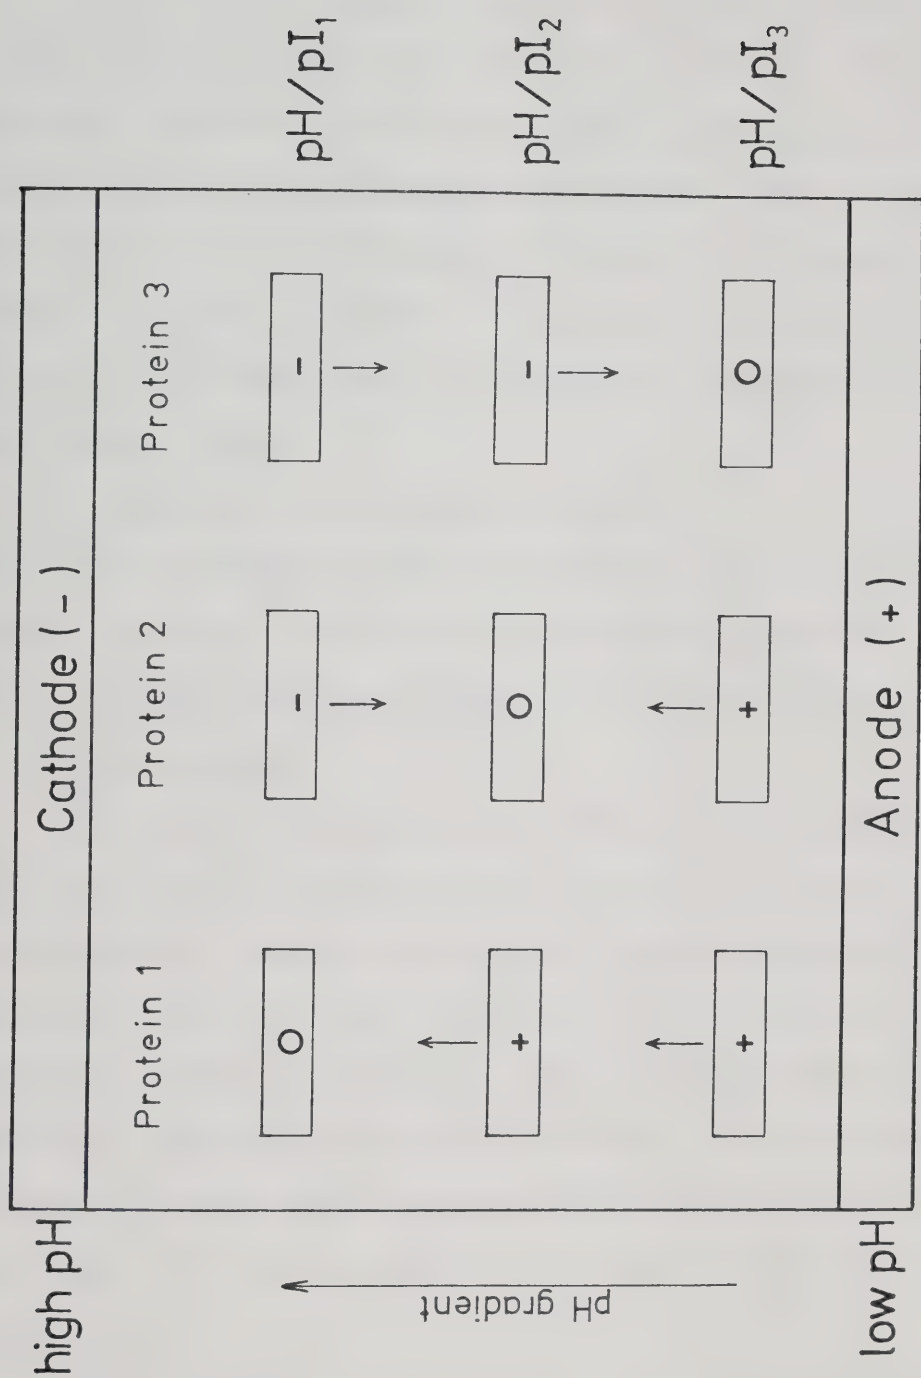 high pH
Cathode (-)
Protein 1 Protein 2 Protein 3
O - - pH/pI₁
+ O - pH/pI₂
+ + O pH/pI₃
pH gradient
low pH
Anode (+)